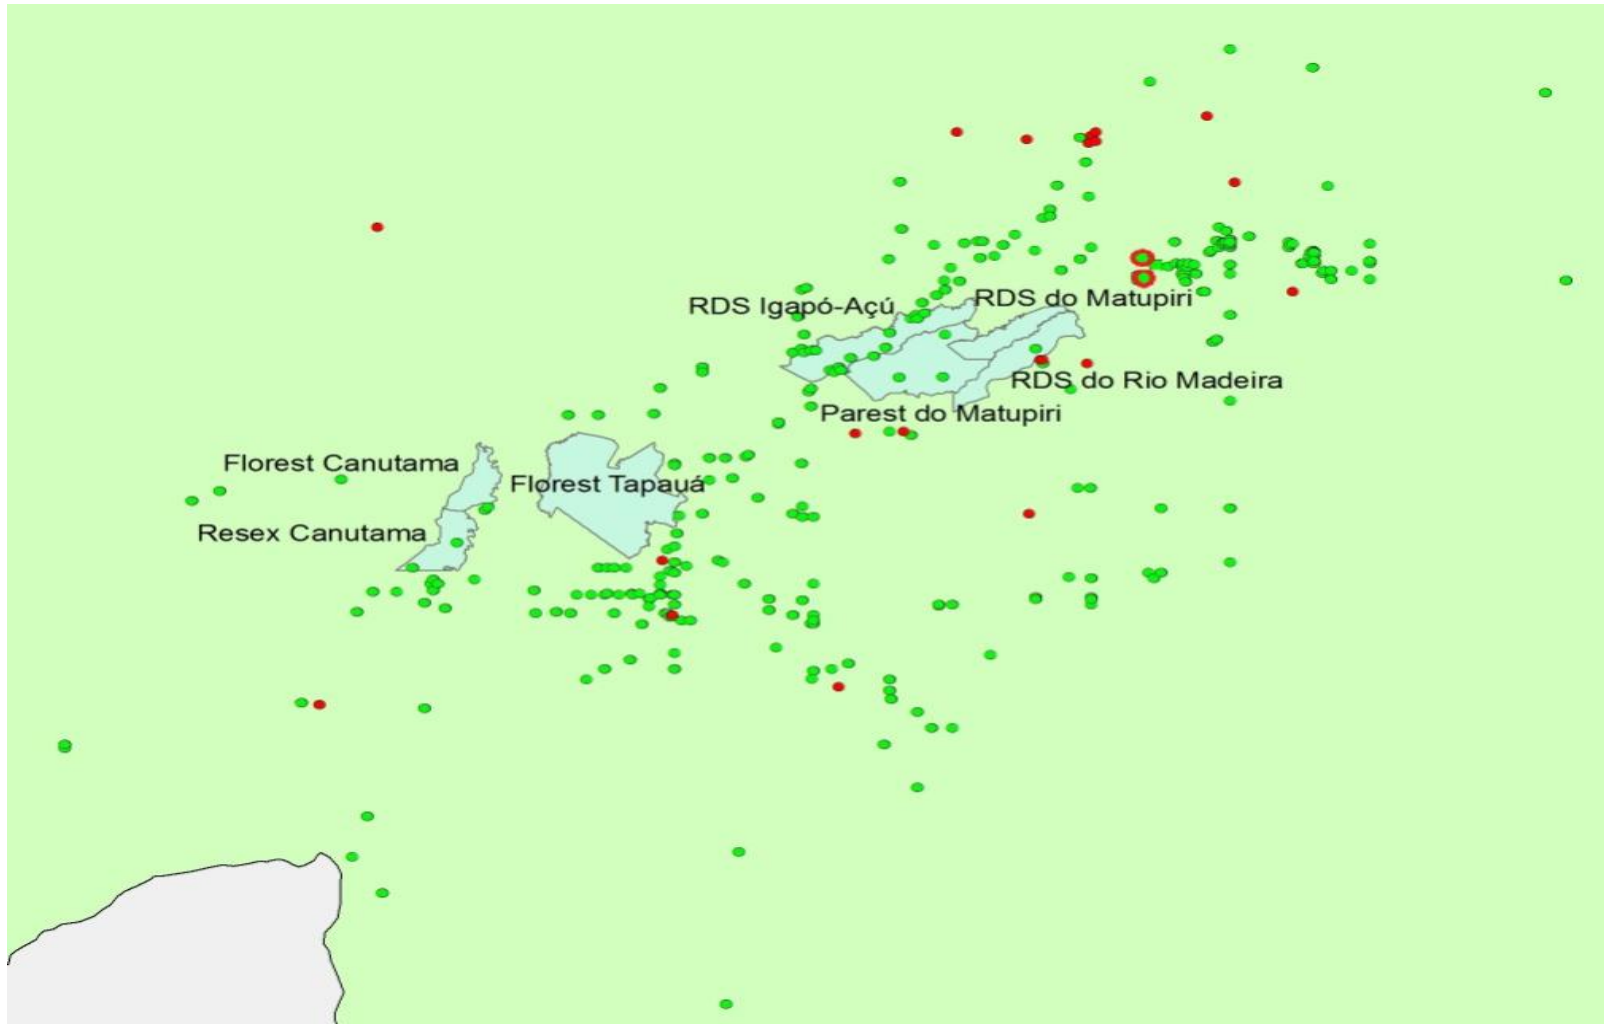 RDS do Matupiri
RDS Igapó-Açú
RDS do Rio Madeira
Parest do Matupiri
Florest Canutama
Florest Tapauá
Resex Canutama